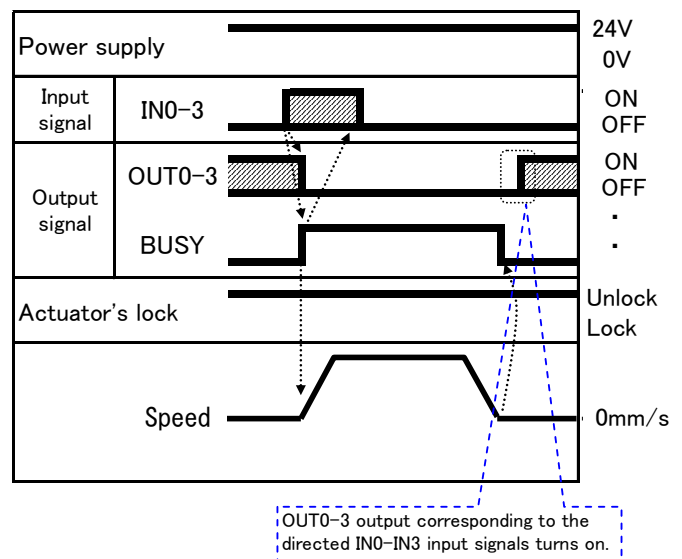 Power supply
24V
0V
Input
signal
IN0-3
ON
OFF
Output
signal
OUT0-3
ON
OFF
BUSY
Actuator's lock
Unlock
Lock
Speed
0mm/s
OUT0-3 output corresponding to the
directed IN0-IN3 input signals turns on.